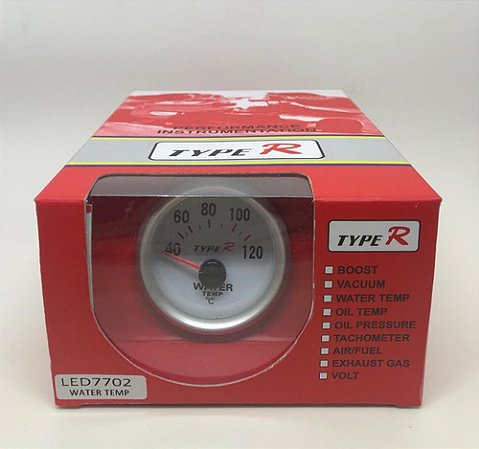 PERFORMANCE
INSTRUMENTATION
TYPE R
40 60 80 100 120
TYPE R
WATER
TEMP
°C
TYPE R
BOOST
VACUUM
WATER TEMP
OIL TEMP
OIL PRESSURE
TACHOMETER
AIR/FUEL
EXHAUST GAS
VOLT
LED7702
WATER TEMP